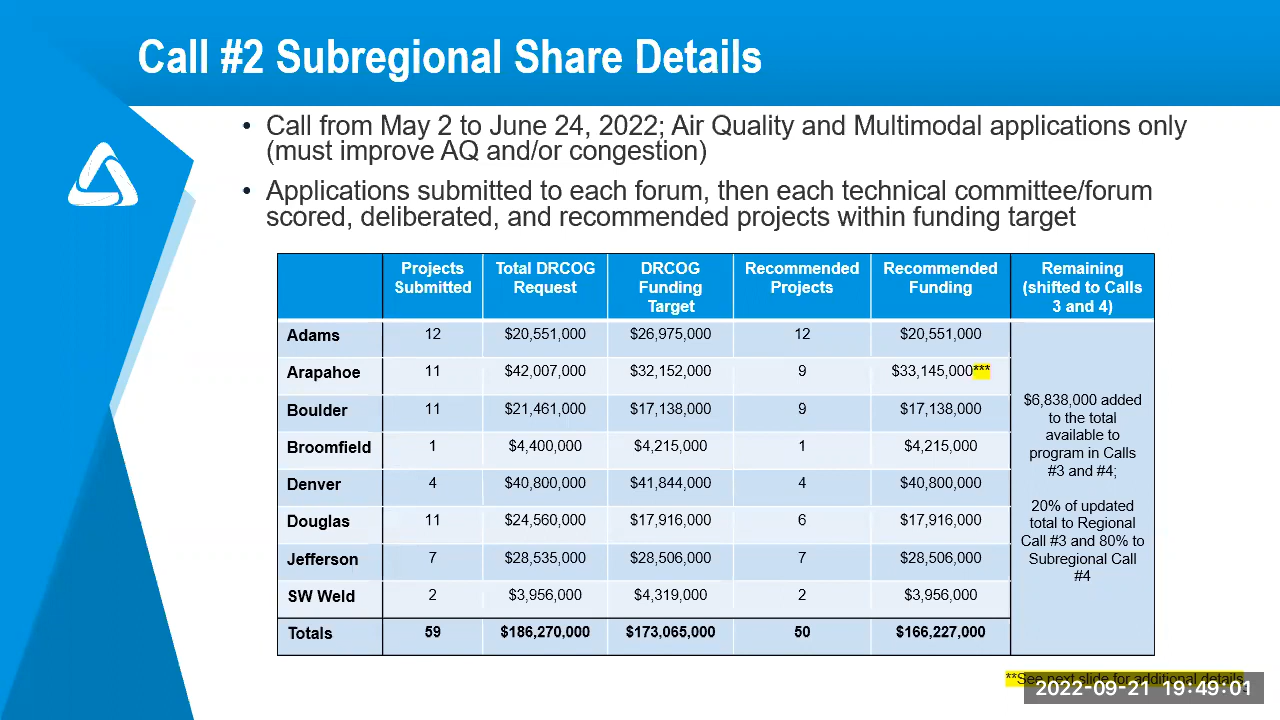 Call #2 Subregional Share Details
• Call from May 2 to June 24, 2022; Air Quality and Multimodal applications only
(must improve AQ and/or congestion)
• Applications submitted to each forum, then each technical committee/forum
scored, deliberated, and recommended projects within funding target
Projects Submitted Total DRCOG Request DRCOG Funding Target Recommended Projects Recommended Funding Remaining (shifted to Calls 3 and 4)
Adams 12 $20,551,000 $26,975,000 12 $20,551,000
Arapahoe 11 $42,007,000 $32,152,000 9 $33,145,000***
Boulder 11 $21,461,000 $17,138,000 9 $17,138,000
Broomfield 1 $4,400,000 $4,215,000 1 $4,215,000
Denver 4 $40,800,000 $41,844,000 4 $40,800,000
Douglas 11 $24,560,000 $17,916,000 6 $17,916,000
Jefferson 7 $28,535,000 $28,506,000 7 $28,506,000
SW Weld 2 $3,956,000 $4,319,000 2 $3,956,000
Totals 59 $186,270,000 $173,065,000 50 $166,227,000
$6,838,000 added
to the total
available to
program in Calls
#3 and #4;
20% of updated
total to Regional
Call #3 and 80% to
Subregional Call
#4
**See next slide for additional details
2022-09-21 19:49:01